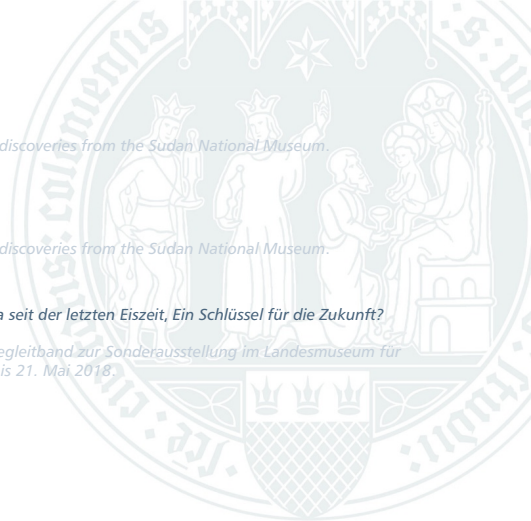 discoveries from the Sudan National Museum.
discoveries from the Sudan National Museum.
a seit der letzten Eiszeit, Ein Schlüssel für die Zukunft?
egleitband zur Sonderausstellung im Landesmuseum für
is 21. Mai 2018.